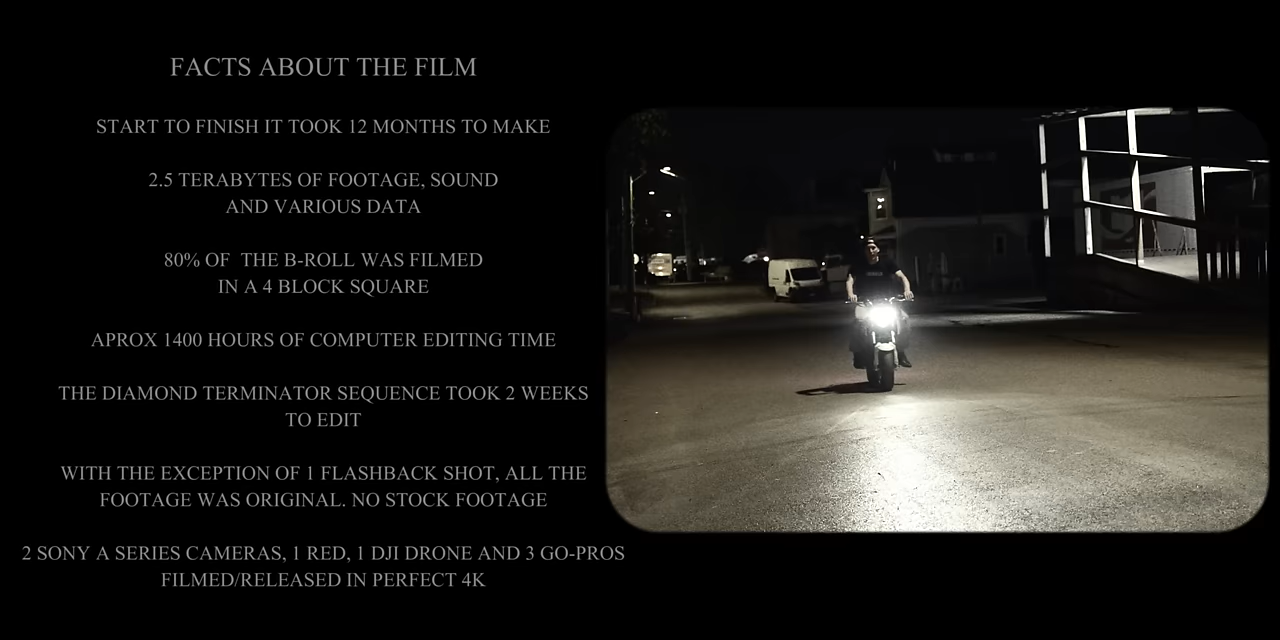 FACTS ABOUT THE FILM
START TO FINISH IT TOOK 12 MONTHS TO MAKE
2.5 TERABYTES OF FOOTAGE, SOUND
AND VARIOUS DATA
80% OF  THE B-ROLL WAS FILMED
IN A 4 BLOCK SQUARE
APROX 1400 HOURS OF COMPUTER EDITING TIME
THE DIAMOND TERMINATOR SEQUENCE TOOK 2 WEEKS
TO EDIT
WITH THE EXCEPTION OF 1 FLASHBACK SHOT, ALL THE
FOOTAGE WAS ORIGINAL. NO STOCK FOOTAGE
2 SONY A SERIES CAMERAS, 1 RED, 1 DJI DRONE AND 3 GO-PROS
FILMED/RELEASED IN PERFECT 4K